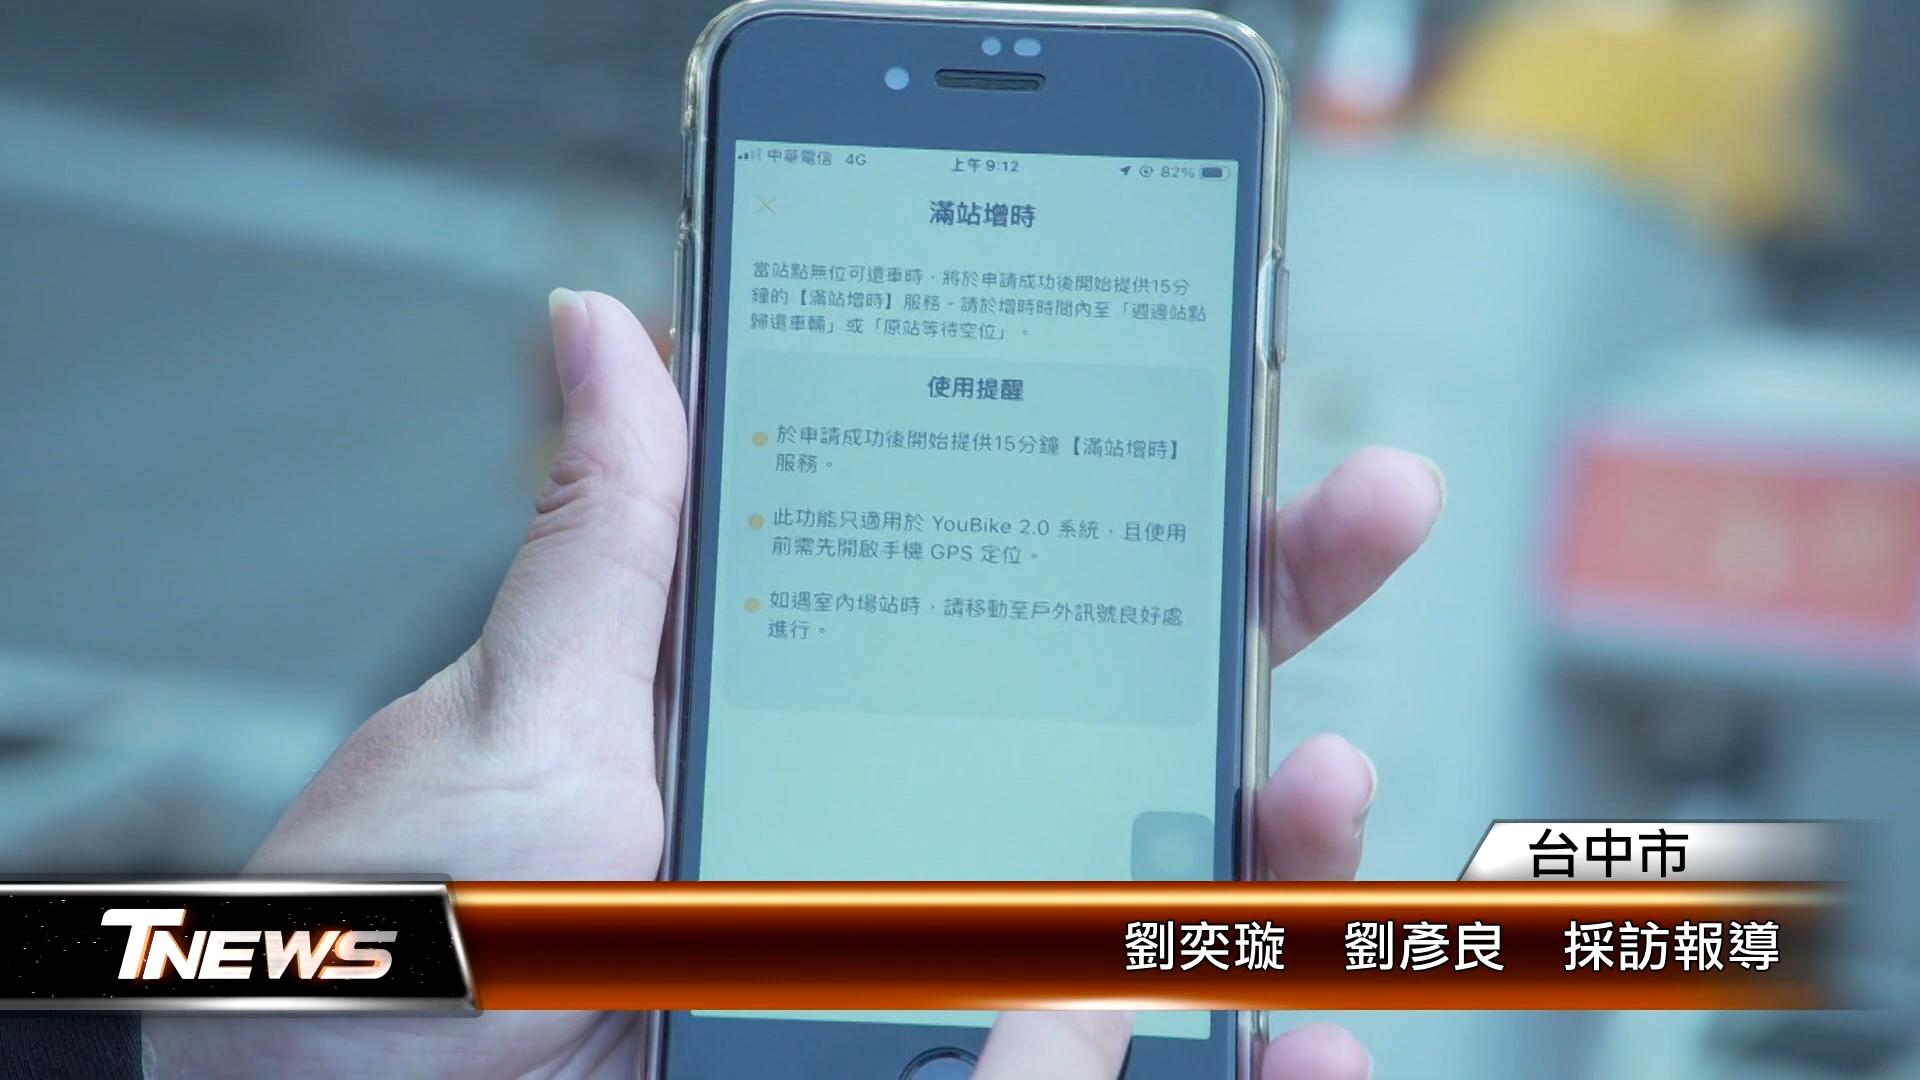 中華電信 4G 上午9:12 82%
滿站增時
當站點無位可還車時，將於申請成功後開始提供15分
鐘的【滿站增時】服務。請於增時時間內至「週邊站點
歸還車輛」或「原站等待空位」。
使用提醒
於申請成功後開始提供15分鐘【滿站增時】
服務。
此功能只適用於 YouBike 2.0 系統，且使用
前需先開啟手機 GPS 定位。
如遇室內場站時，請移動至戶外訊號良好處
進行。
台中市
TNEWS
劉奕璇 劉彥良 採訪報導